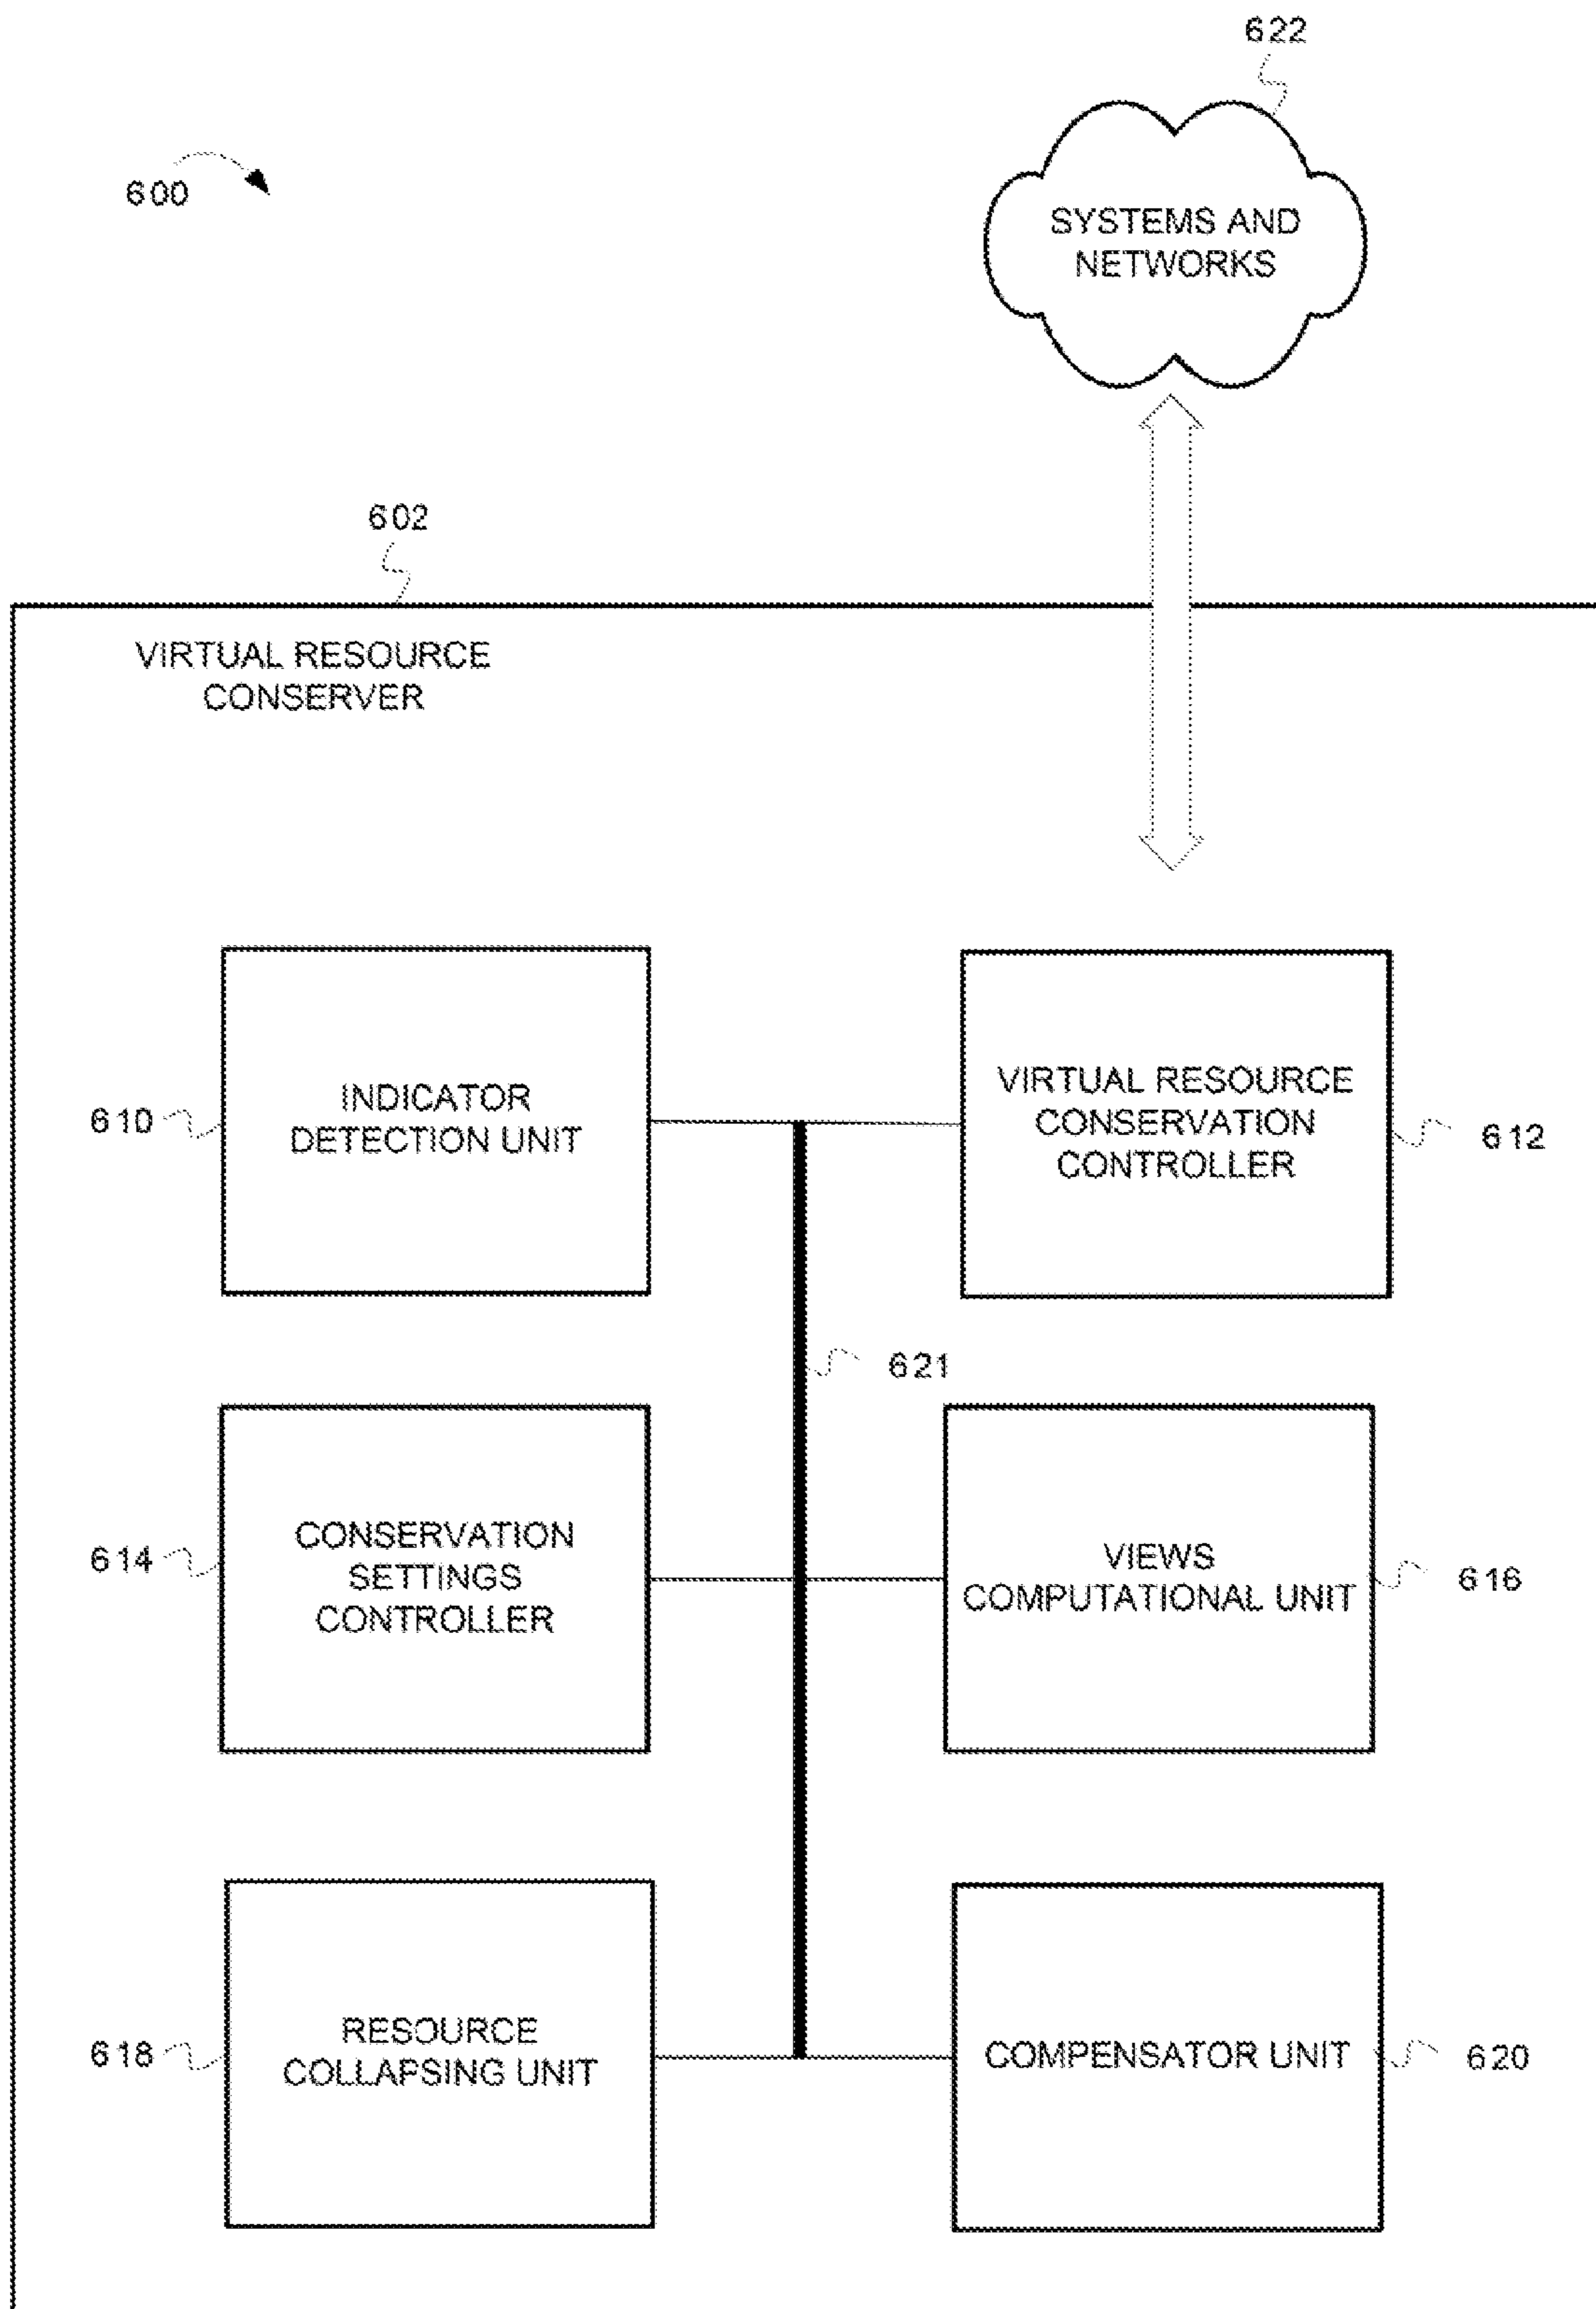 622
600
SYSTEMS AND
NETWORKS
602
VIRTUAL RESOURCE
CONSERVER
610
INDICATOR
DETECTION UNIT
VIRTUAL RESOURCE
CONSERVATION
CONTROLLER
612
621
614
CONSERVATION
SETTINGS
CONTROLLER
VIEWS
COMPUTATIONAL UNIT
616
618
RESOURCE
COLLAPSING UNIT
COMPENSATOR UNIT
620